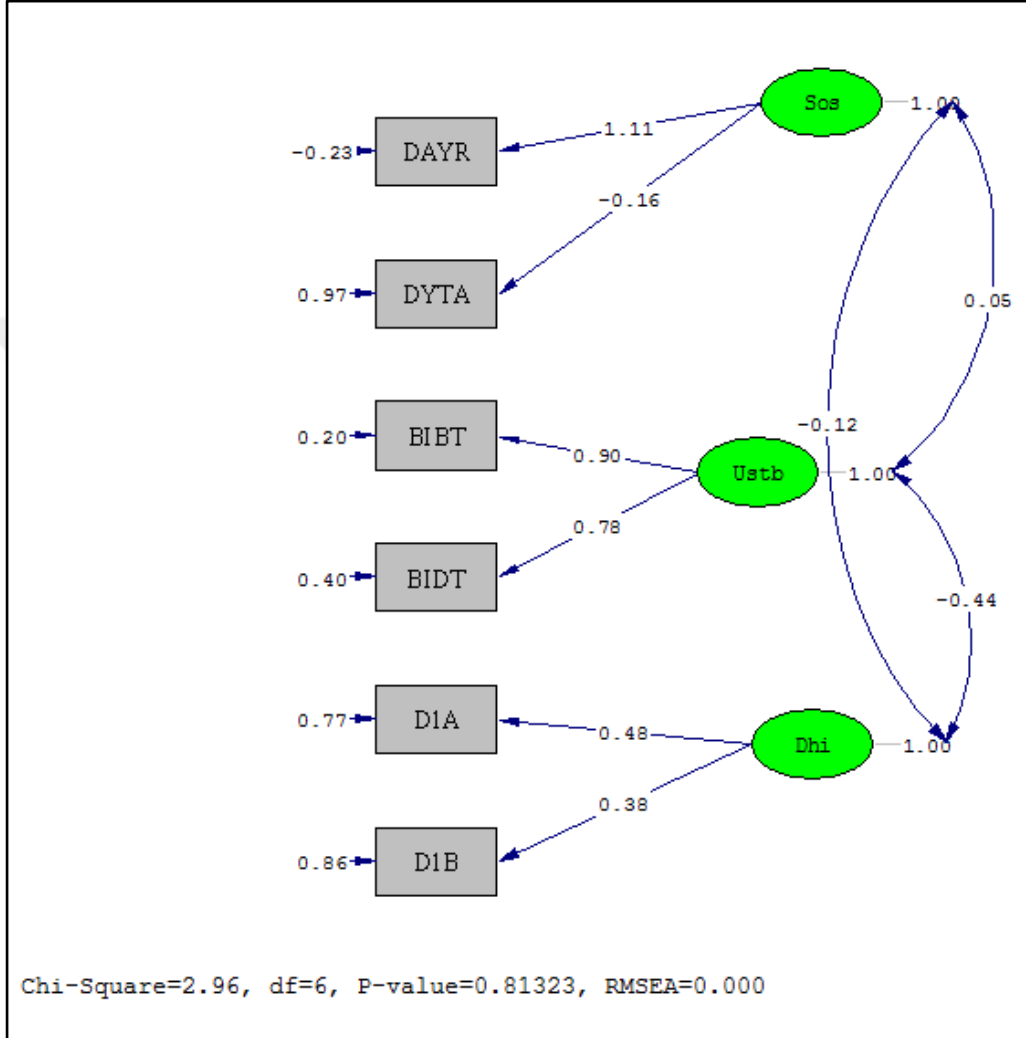 Sos
1.00
1.11
-0.23
DAYR
-0.16
0.97
DYTA
0.05
0.20
BIBT
-0.12
0.90
Ustb
1.00
0.78
0.40
BIDT
-0.44
0.77
D1A
0.48
Dhi
1.00
0.38
0.86
D1B
Chi-Square=2.96, df=6, P-value=0.81323, RMSEA=0.000